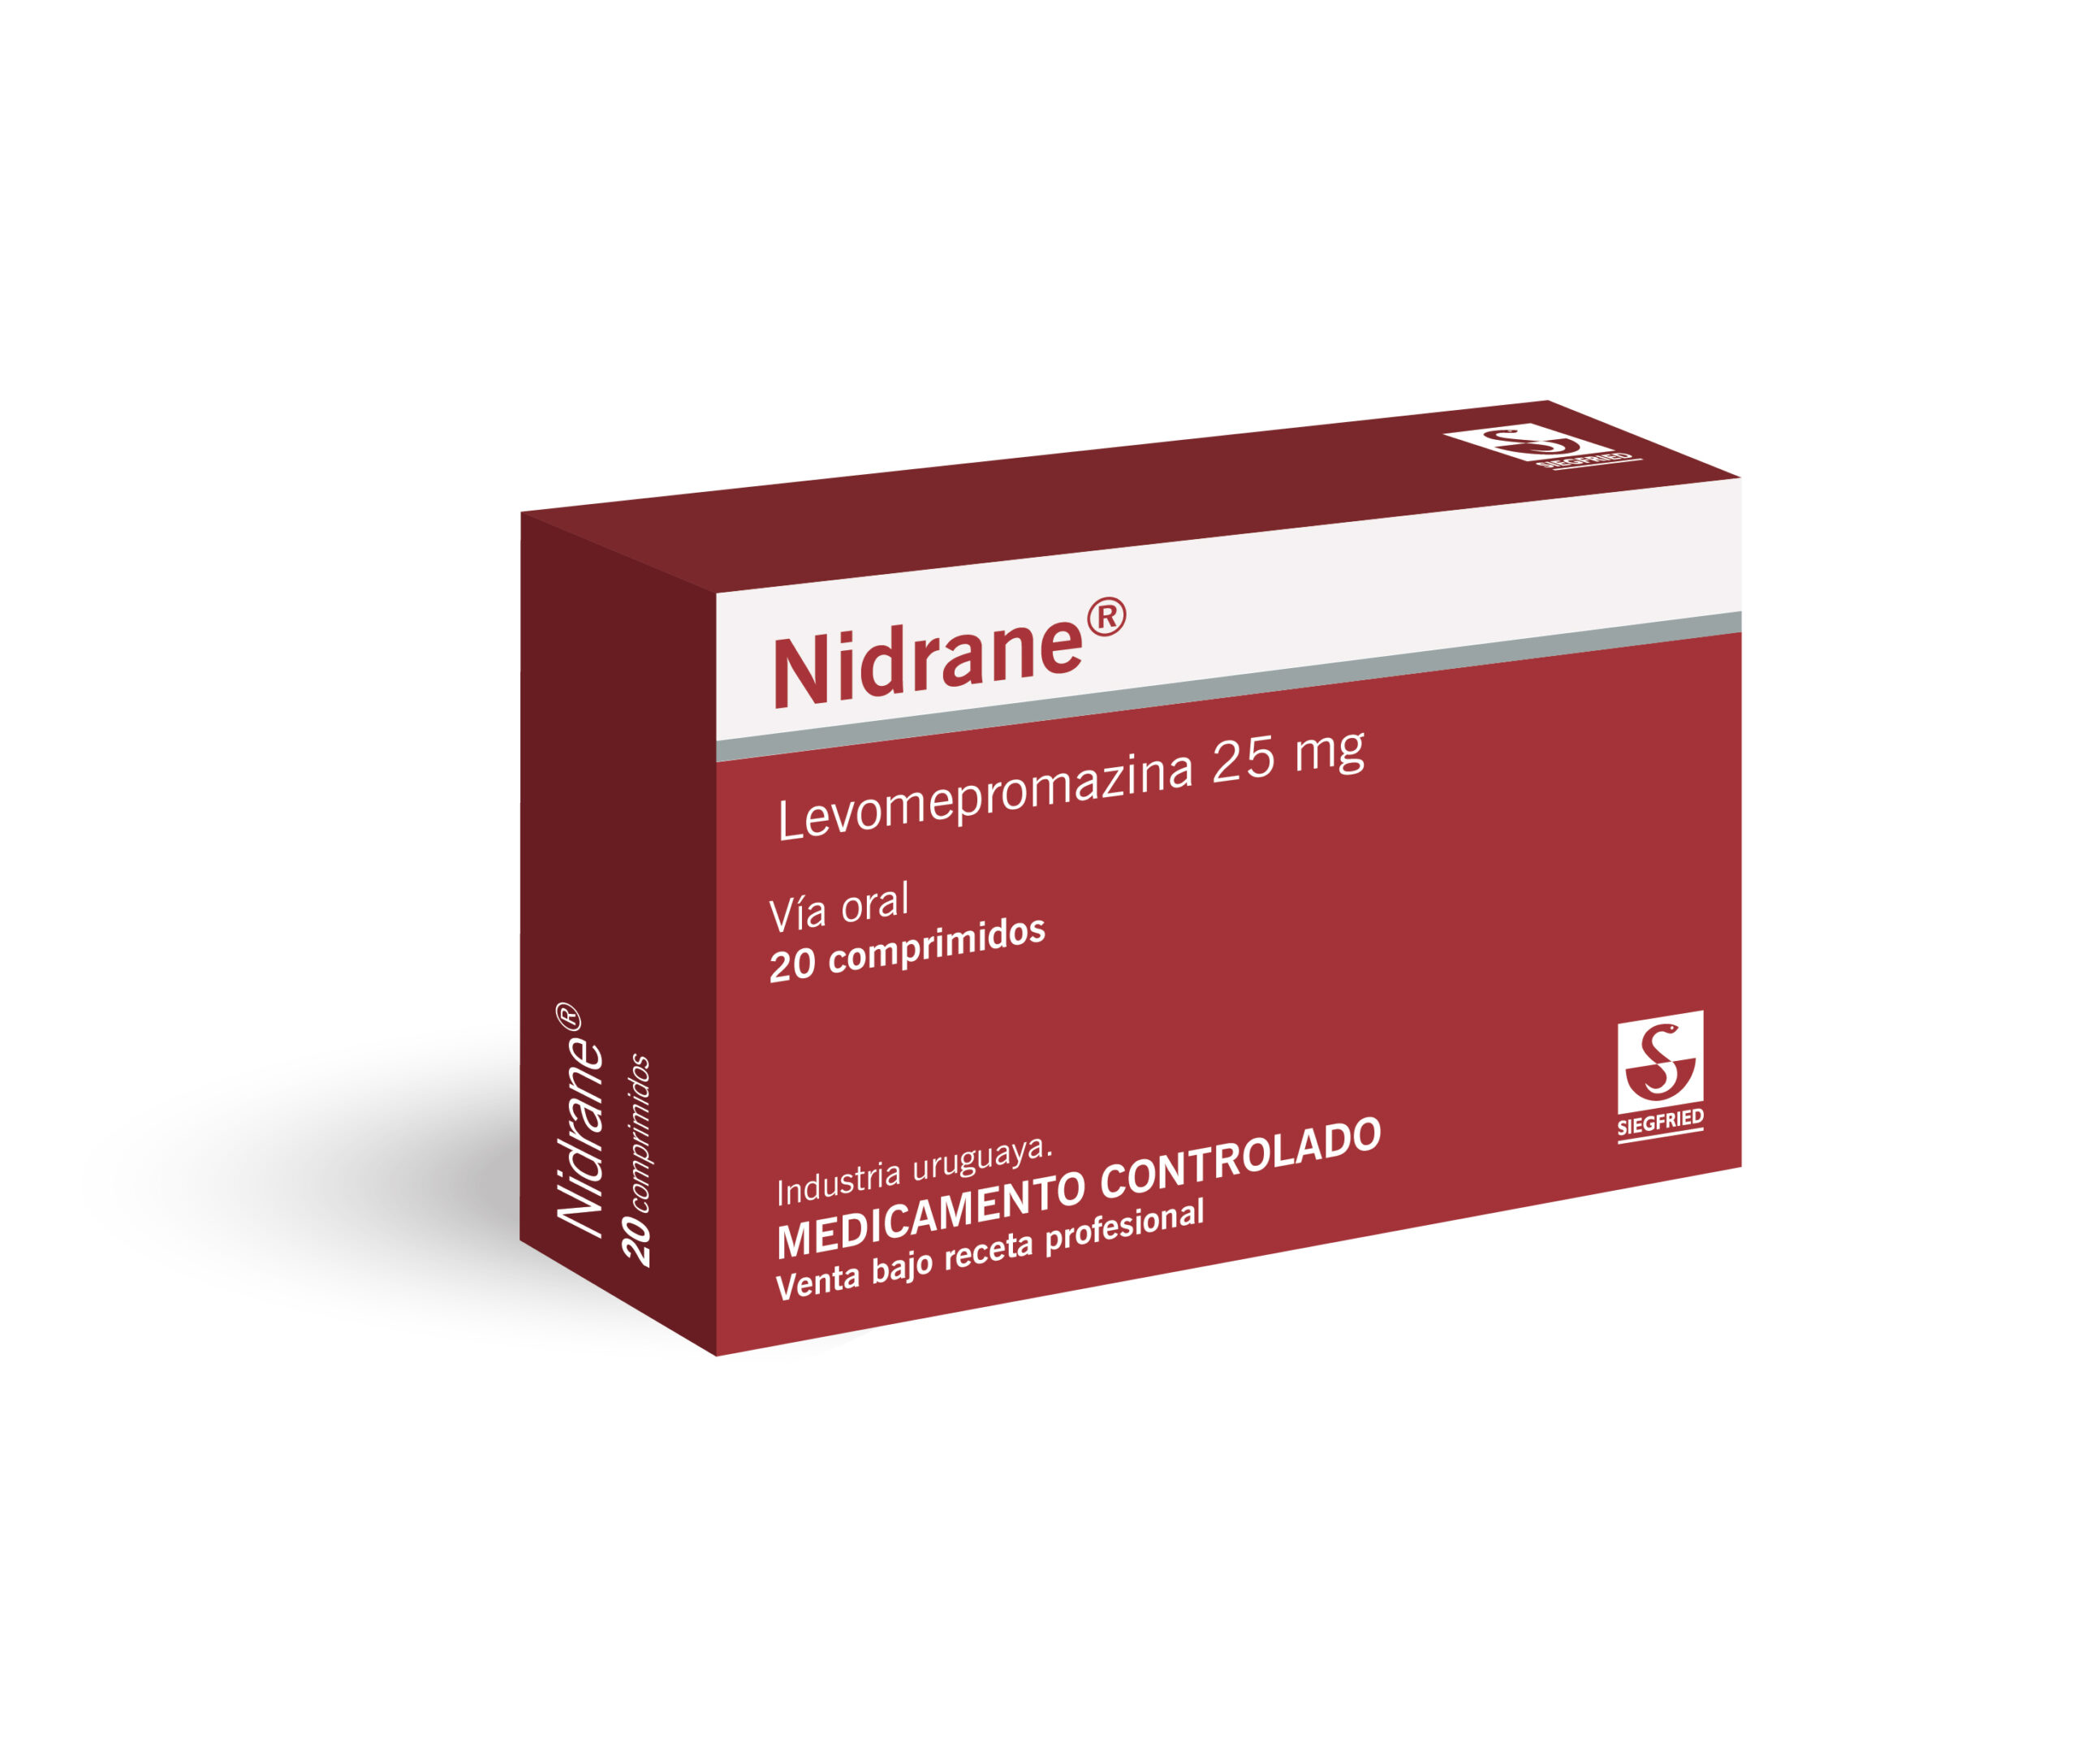 SIEGFRIED
Nidrane®
Levomepromazina 25 mg
Vía oral
20 comprimidos
SIEGFRIED
Industria uruguaya.
MEDICAMENTO CONTROLADO
Venta bajo receta profesional
Nidrane®
20 comprimidos